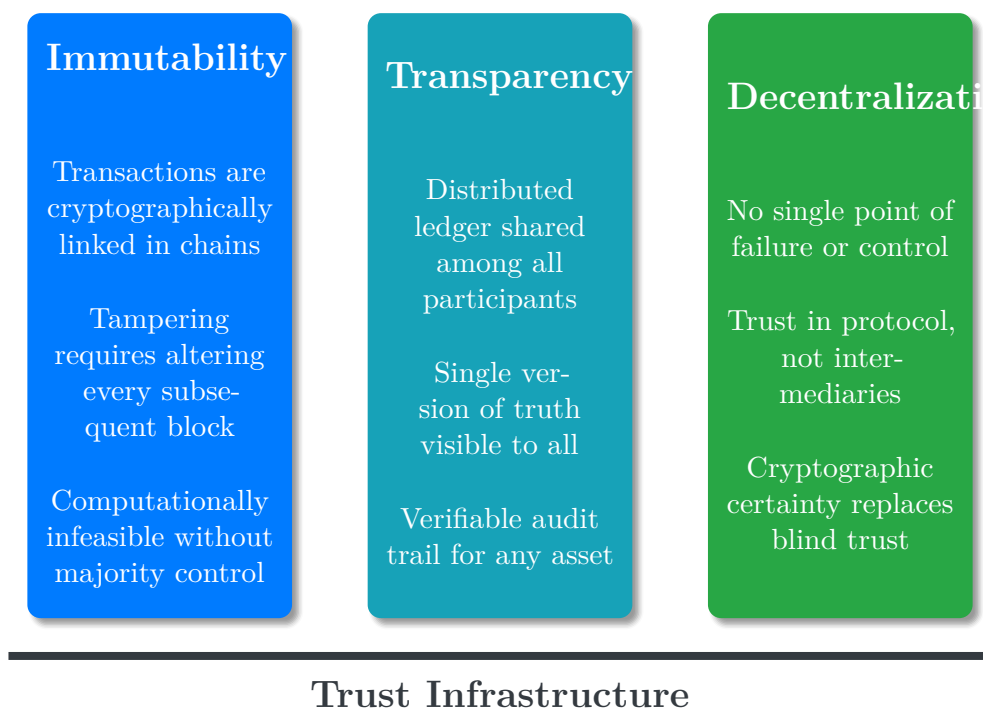 Immutability
Transactions are
cryptographically
linked in chains
Tampering
requires altering
every subse-
quent block
Computationally
infeasible without
majority control
Transparency
Distributed
ledger shared
among all
participants
Single ver-
sion of truth
visible to all
Verifiable audit
trail for any asset
Decentralizati
No single point of
failure or control
Trust in protocol,
not inter-
mediaries
Cryptographic
certainty replaces
blind trust
Trust Infrastructure